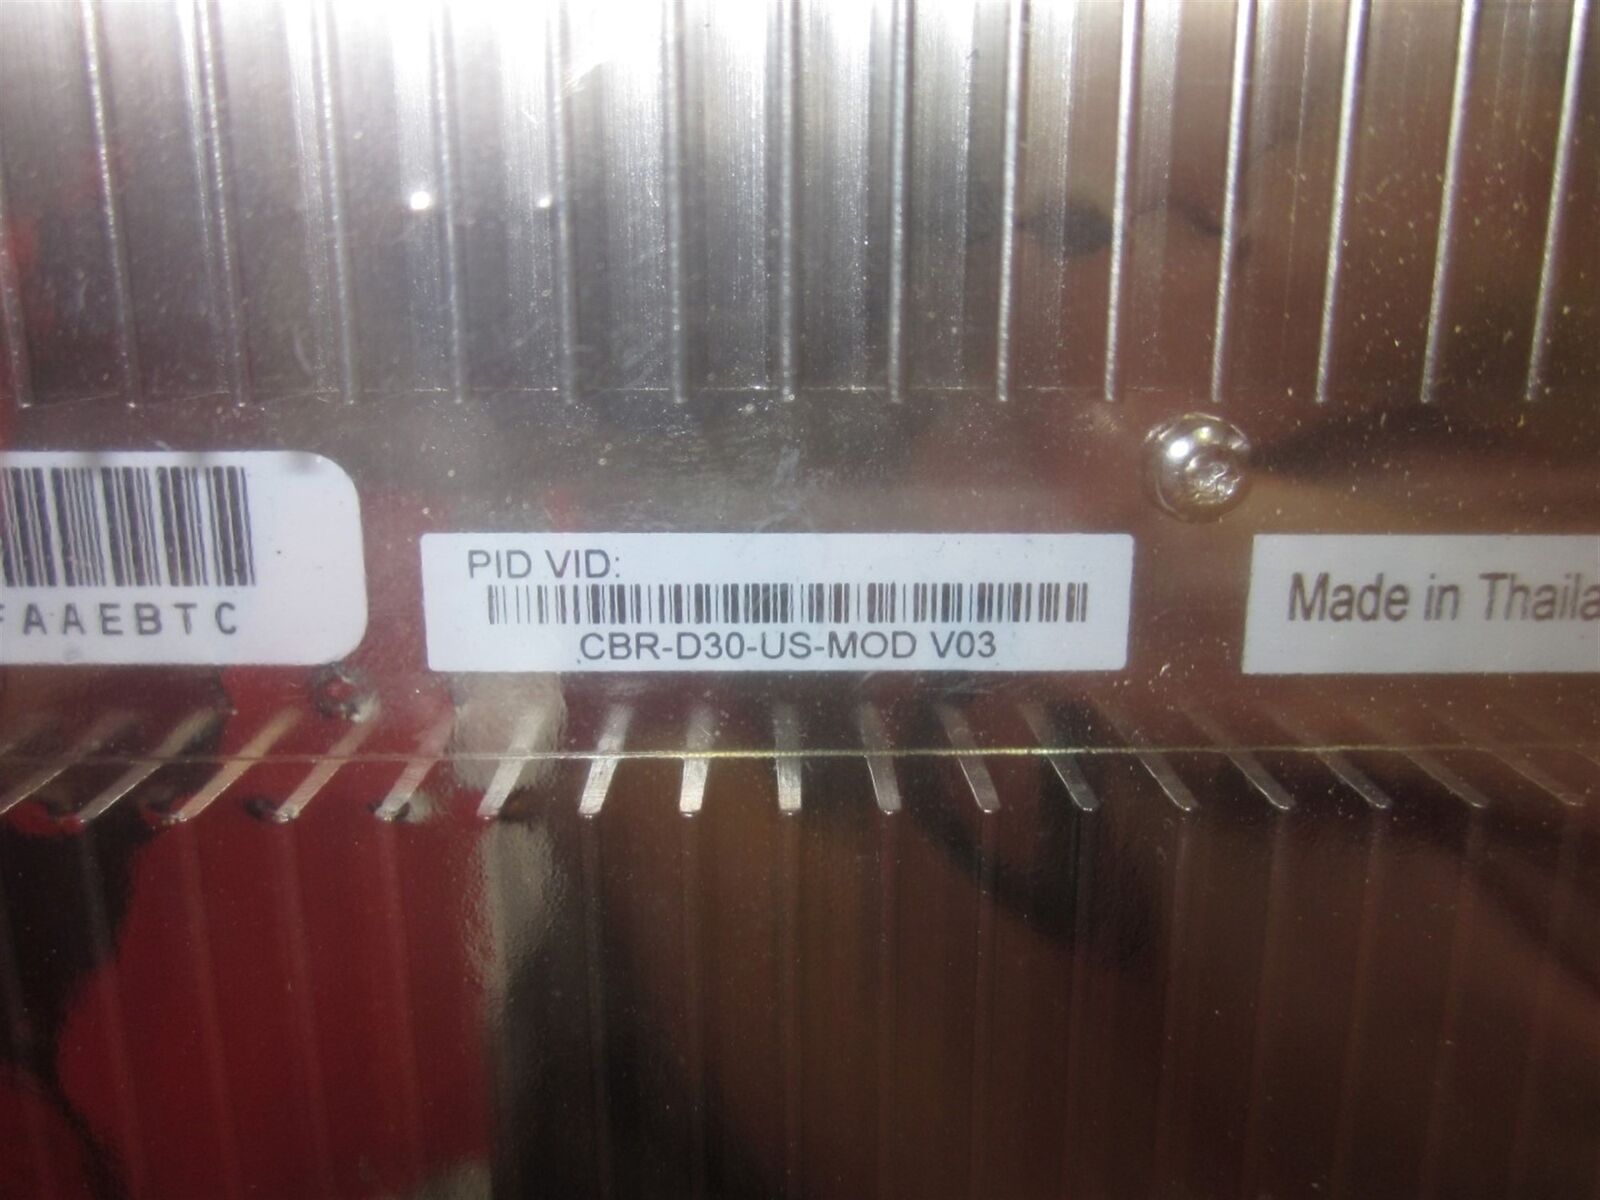 FAAEBTC
PID VID:
CBR-D30-US-MOD V03
Made in Thaila